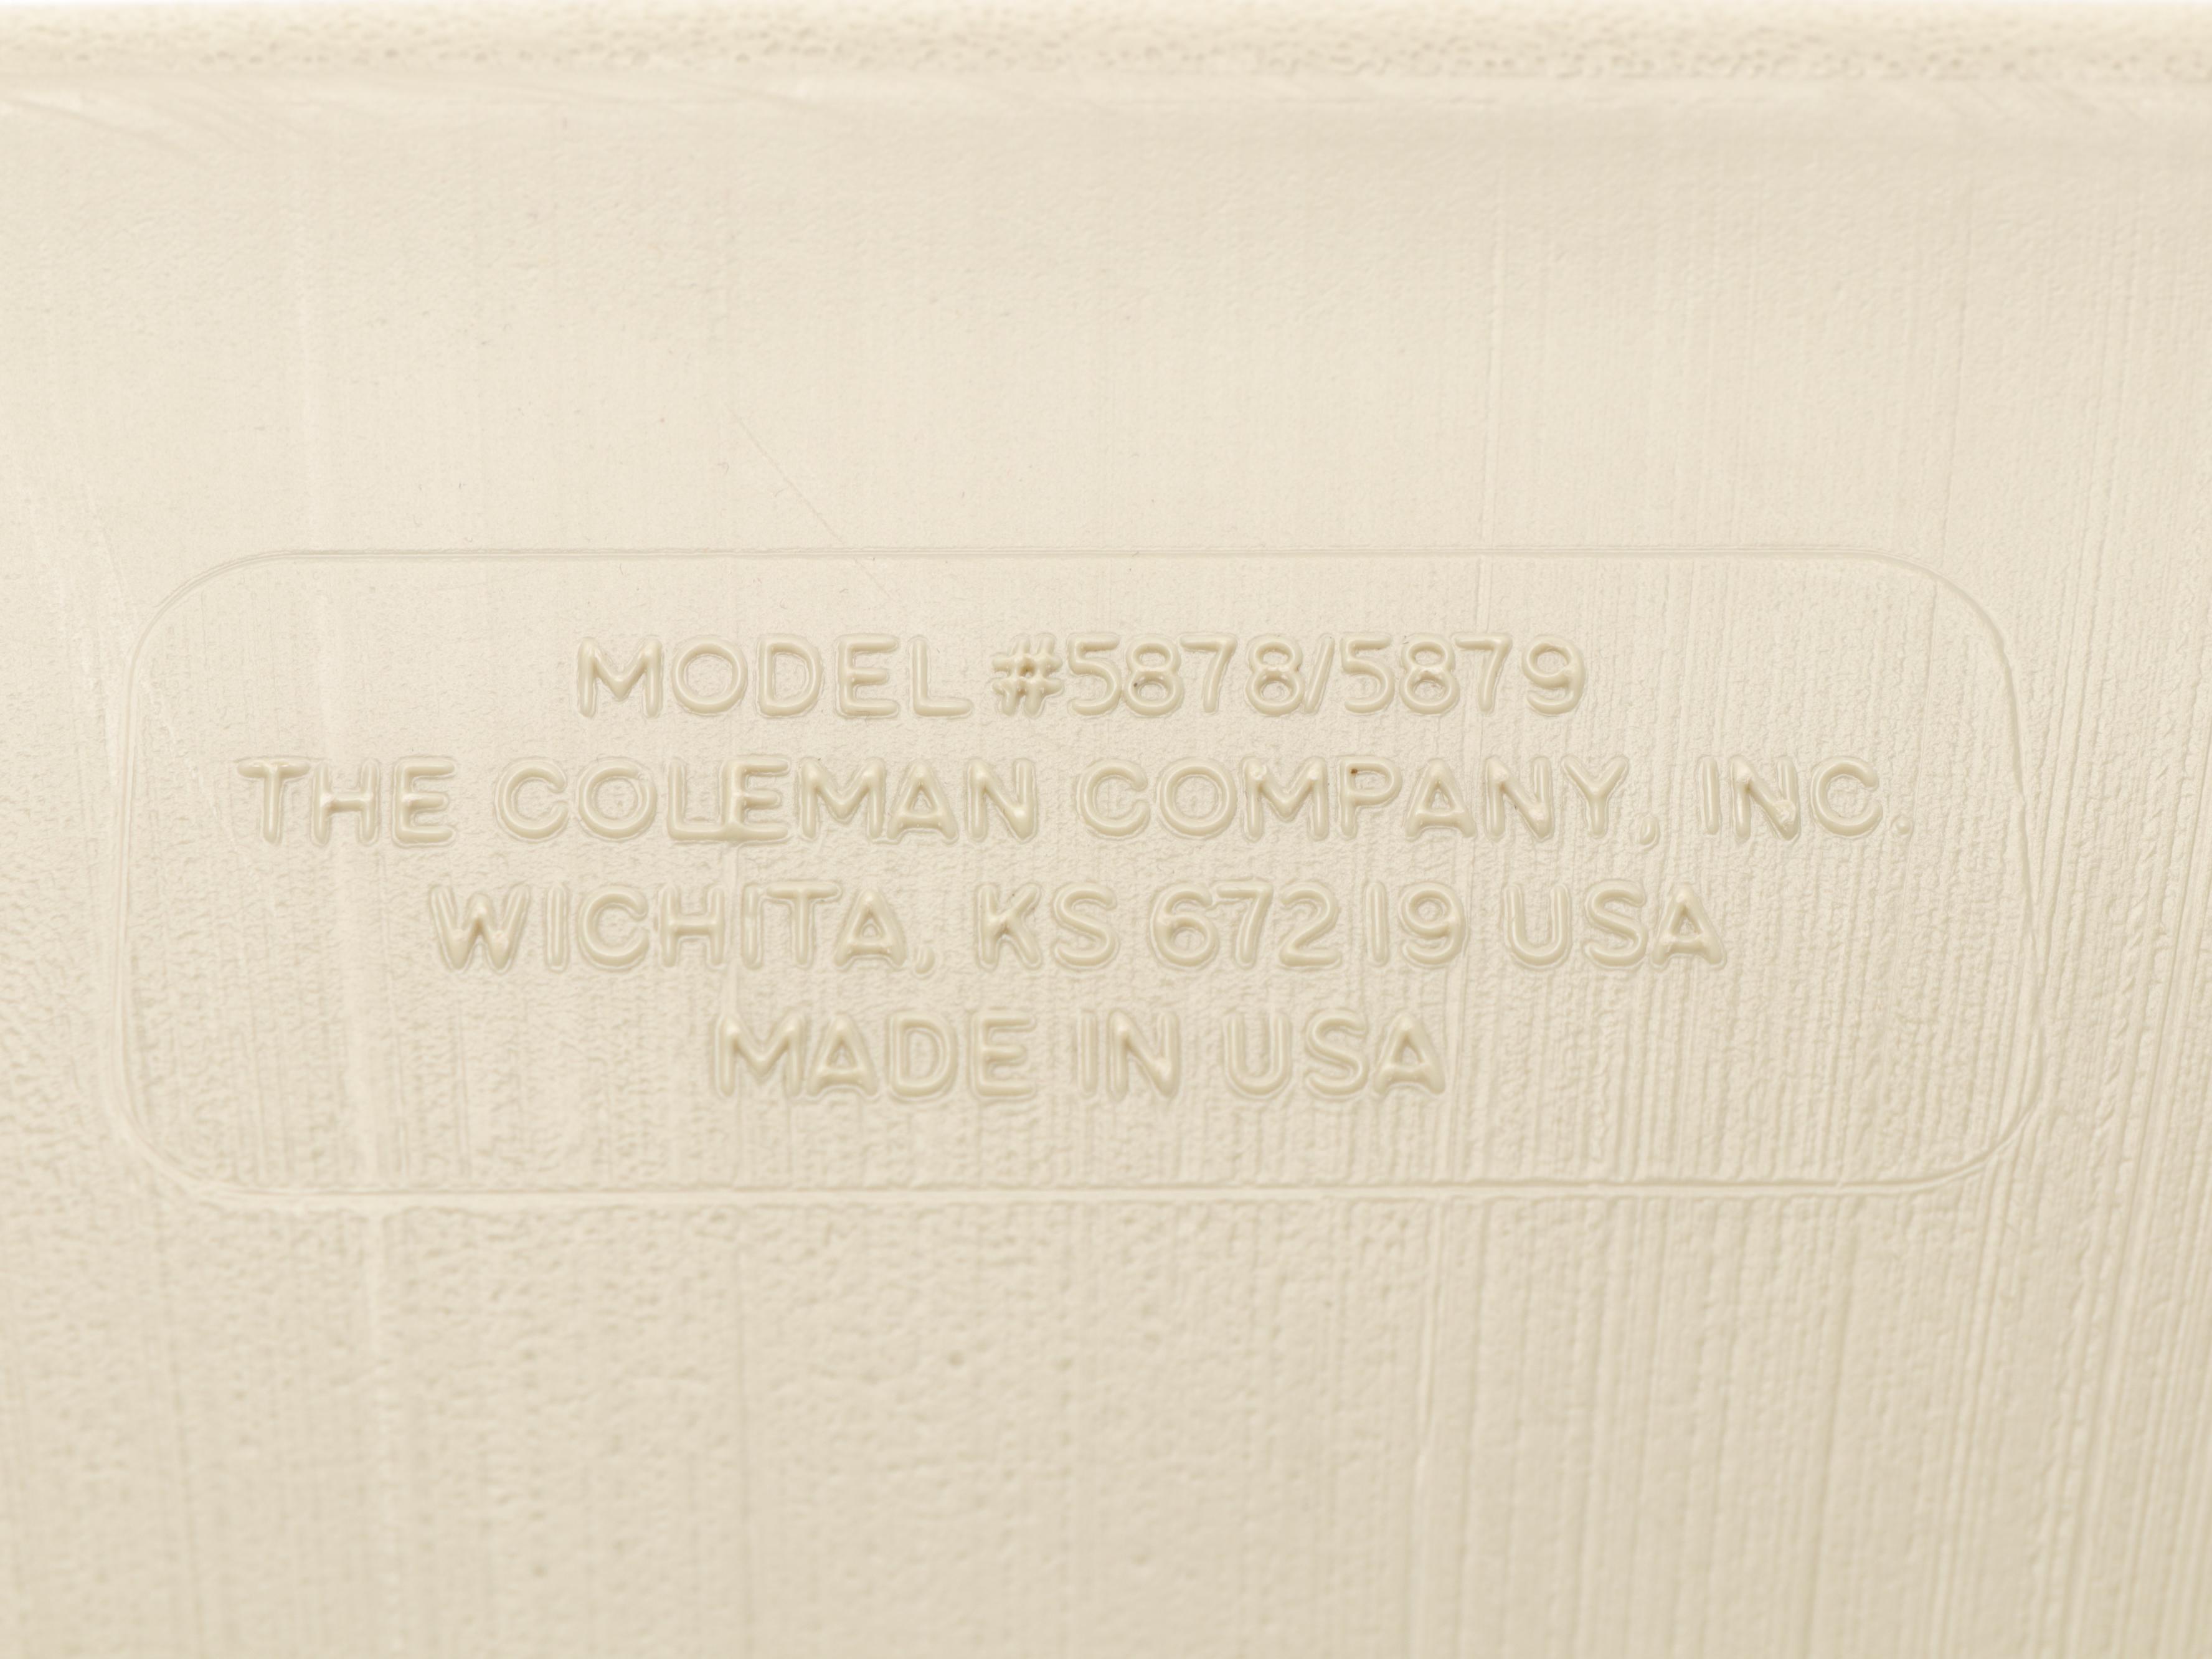 MODEL #5878/5879
THE COLEMAN COMPANY, INC.
WICHITA, KS 67219 USA
MADE IN USA